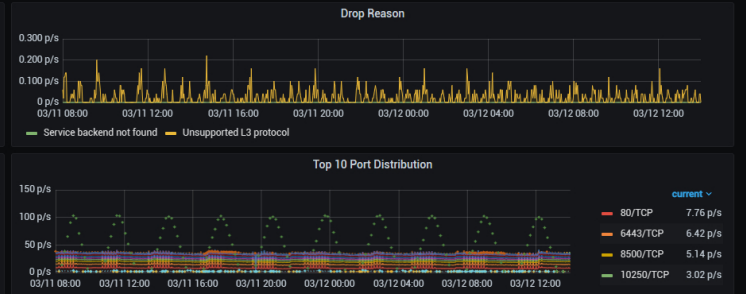 Drop Reason
0.300 p/s
0.200 p/s
0.100 p/s
0 p/s
03/11 08:00 03/11 12:00 03/11 16:00 03/11 20:00 03/12 00:00 03/12 04:00 03/12 08:00 03/12 12:00
Service backend not found Unsupported L3 protocol
Top 10 Port Distribution
150 p/s
100 p/s
50 p/s
0 p/s
03/11 08:00 03/11 12:00 03/11 16:00 03/11 20:00 03/12 00:00 03/12 04:00 03/12 08:00 03/12 12:00
current
80/TCP 7.76 p/s
6443/TCP 6.42 p/s
8500/TCP 5.14 p/s
10250/TCP 3.02 p/s